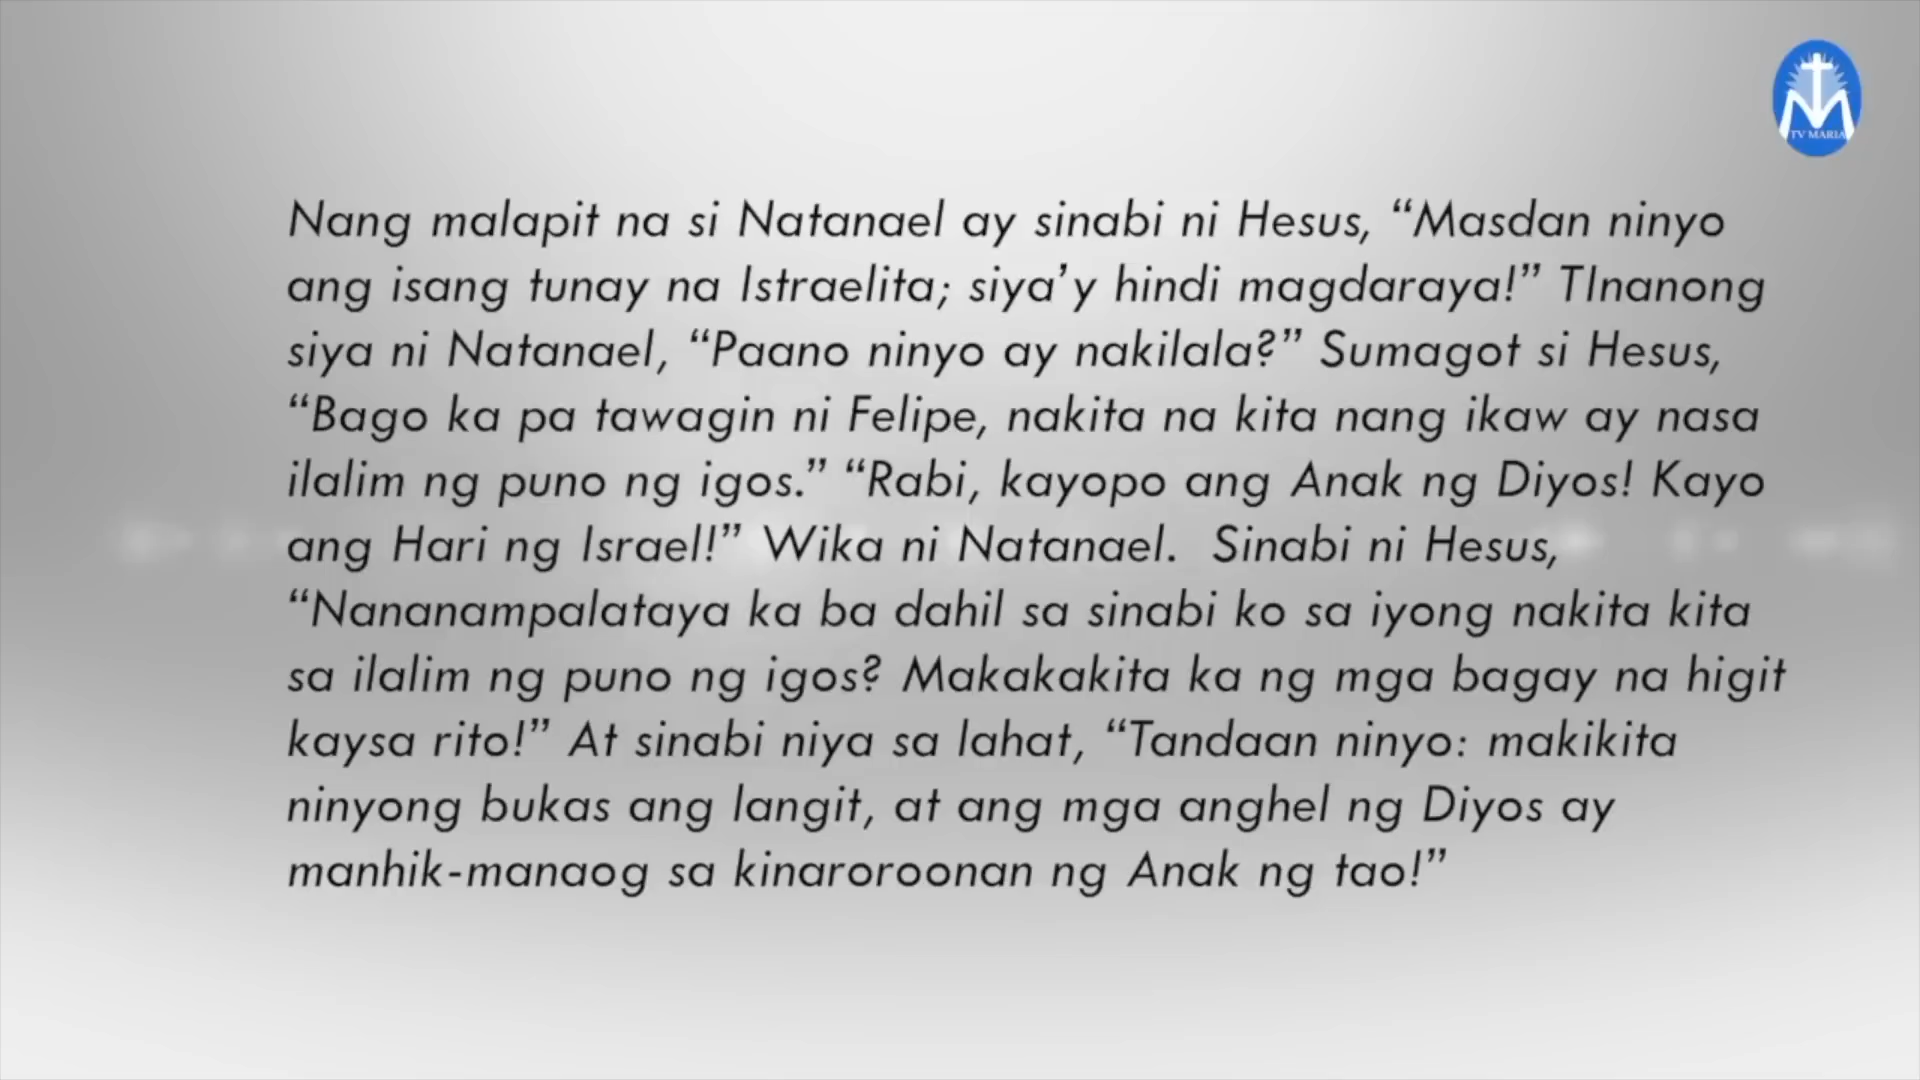 TV MARIA
Nang malapit na si Natanael ay sinabi ni Hesus, “Masdan ninyo
ang isang tunay na Istraelita; siya’y hindi magdaraya!” TInanong
siya ni Natanael, “Paano ninyo ay nakilala?” Sumagot si Hesus,
“Bago ka pa tawagin ni Felipe, nakita na kita nang ikaw ay nasa
ilalim ng puno ng igos.” “Rabi, kayopo ang Anak ng Diyos! Kayo
ang Hari ng Israel!” Wika ni Natanael.  Sinabi ni Hesus,
“Nananampalataya ka ba dahil sa sinabi ko sa iyong nakita kita
sa ilalim ng puno ng igos? Makakakita ka ng mga bagay na higit
kaysa rito!” At sinabi niya sa lahat, “Tandaan ninyo: makikita
ninyong bukas ang langit, at ang mga anghel ng Diyos ay
manhik-manaog sa kinaroroonan ng Anak ng tao!”